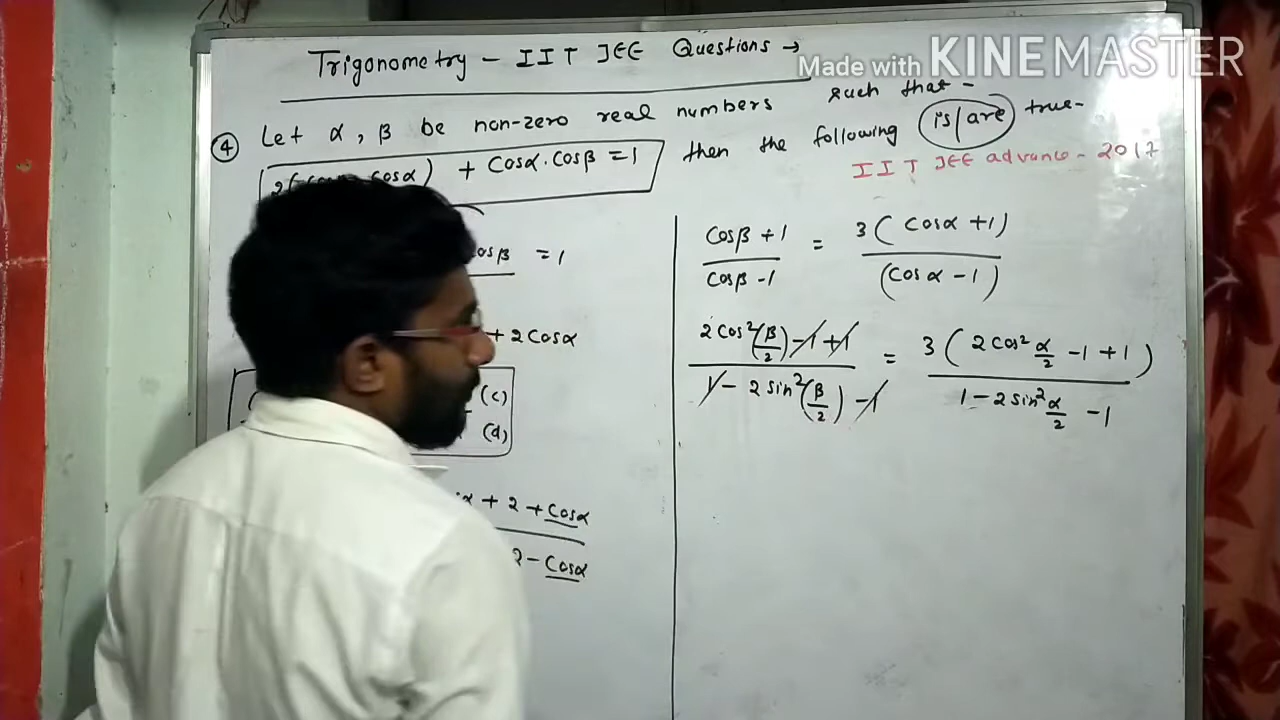 Made with KINEMASTER
Trigonometry - IIT JEE Questions →
④ Let α, β be non-zero real numbers such that -
2( cosα) + cosα.cosβ = 1 then the following is/are true-
IIT JEE advance - 2017
osβ = 1
+ 2 cosα
(c)
(d)
+ 2 + cosα
2 - cosα
cosβ + 1 / cosβ - 1 = 3 ( cosα + 1) / (cosα - 1)
2 cos²(β/2) - 1 + 1 / 1 - 2 sin²(β/2) - 1 = 3 ( 2 cos² α/2 - 1 + 1 ) / 1 - 2 sin² α/2 - 1